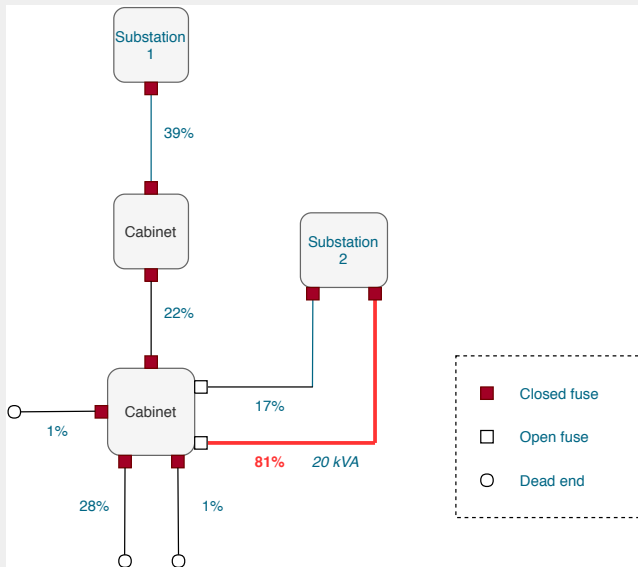 Substation
1
39%
Cabinet
Substation
2
22%
Cabinet
17%
1%
81% 20 kVA
28%
1%
Closed fuse
Open fuse
Dead end